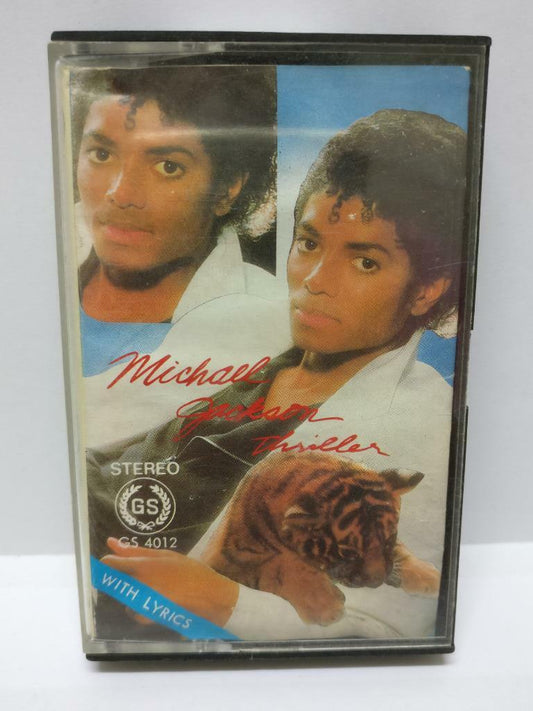 Michael
Jackson
Thriller
STEREO
GS
GS 4012
WITH LYRICS